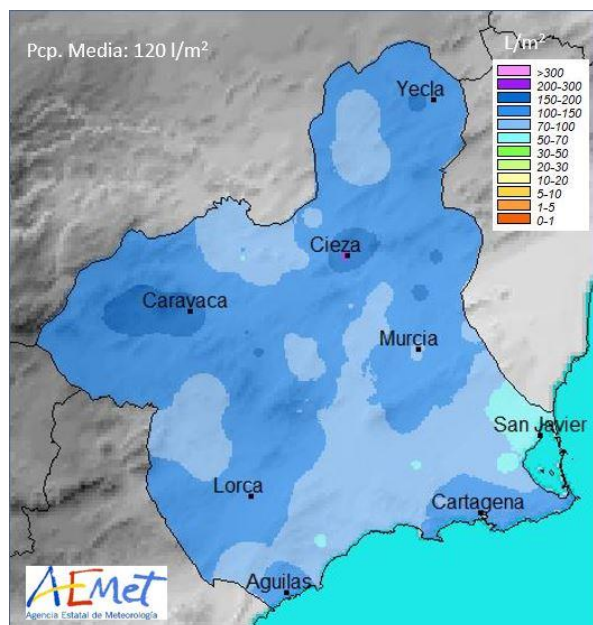 Pcp. Media: 120 l/m²
L/m²
>300
200-300
150-200
100-150
70-100
50-70
30-50
20-30
10-20
5-10
1-5
0-1
Yecla
Cieza
Caravaca
Murcia
San Javier
Lorca
Cartagena
Aguilas
AEMet
Agencia Estatal de Meteorología